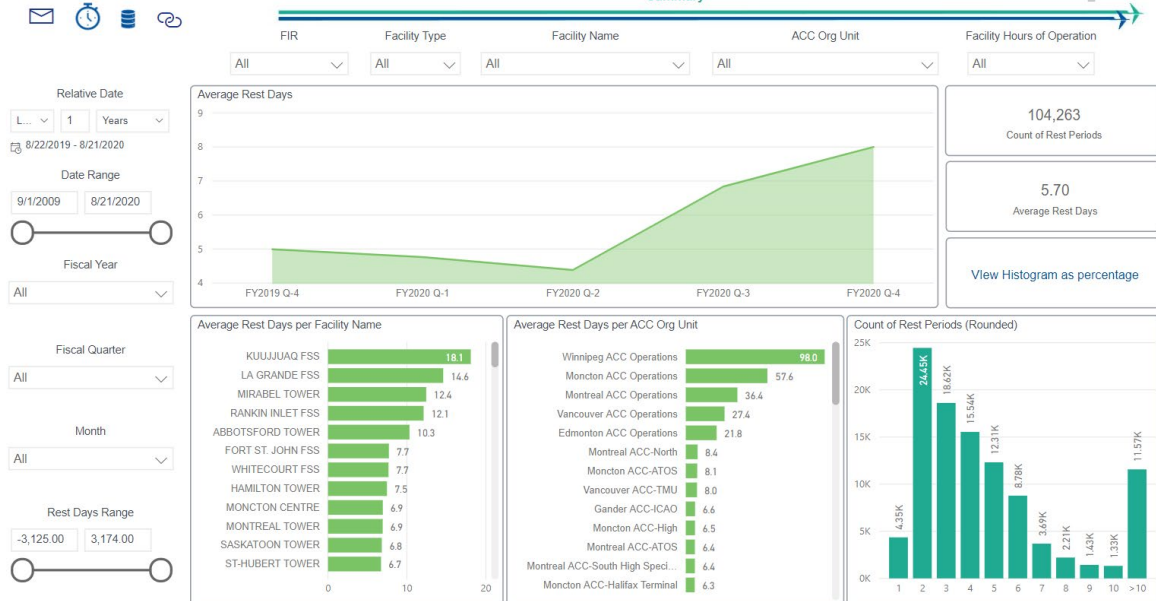 FIR
Facility Type
Facility Name
ACC Org Unit
Facility Hours of Operation
All
All
All
All
All
Relative Date
L...
1
Years
8/22/2019 - 8/21/2020
Date Range
9/1/2009
8/21/2020
Fiscal Year
All
Fiscal Quarter
All
Month
All
Rest Days Range
-3,125.00
3,174.00
Average Rest Days
9
8
7
6
5
4
FY2019 Q-4
FY2020 Q-1
FY2020 Q-2
FY2020 Q-3
FY2020 Q-4
104,263
Count of Rest Periods
5.70
Average Rest Days
VIew Histogram as percentage
Average Rest Days per Facility Name
KUUJJUAQ FSS 18.1
LA GRANDE FSS 14.6
MIRABEL TOWER 12.4
RANKIN INLET FSS 12.1
ABBOTSFORD TOWER 10.3
FORT ST. JOHN FSS 7.7
WHITECOURT FSS 7.7
HAMILTON TOWER 7.5
MONCTON CENTRE 6.9
MONTREAL TOWER 6.9
SASKATOON TOWER 6.8
ST-HUBERT TOWER 6.7
0 10 20
Average Rest Days per ACC Org Unit
Winnipeg ACC Operations 98.0
Moncton ACC Operations 57.6
Montreal ACC Operations 36.4
Vancouver ACC Operations 27.4
Edmonton ACC Operations 21.8
Montreal ACC-North 8.4
Moncton ACC-ATOS 8.1
Vancouver ACC-TMU 8.0
Gander ACC-ICAO 6.6
Moncton ACC-High 6.5
Montreal ACC-ATOS 6.4
Montreal ACC-South High Speci... 6.4
Moncton ACC-Halifax Terminal 6.3
Count of Rest Periods (Rounded)
25K
20K
15K
10K
5K
0K
4.35K
24.45K
18.62K
15.54K
12.31K
8.78K
3.69K
2.21K
1.43K
1.33K
11.57K
1 2 3 4 5 6 7 8 9 10 >10